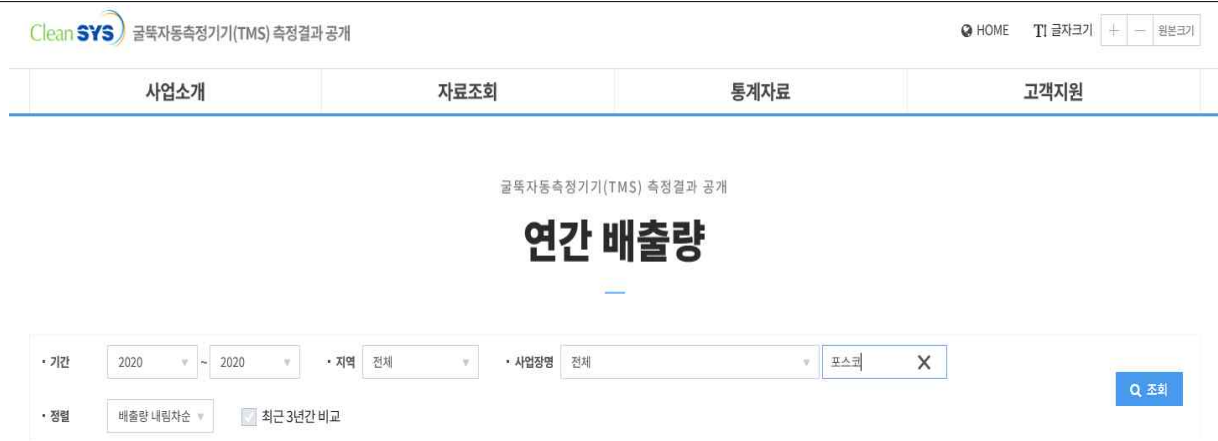 Clean SYS 굴뚝자동측정기기(TMS) 측정결과 공개
HOME TI 글자크기 + - 원본크기
사업소개 자료조회 통계자료 고객지원
굴뚝자동측정기기(TMS) 측정결과 공개
연간 배출량
· 기간 2020 ~ 2020 · 지역 전체 · 사업장명 전체 포스코 X
조회
· 정렬 배출량 내림차순 최근 3년간 비교